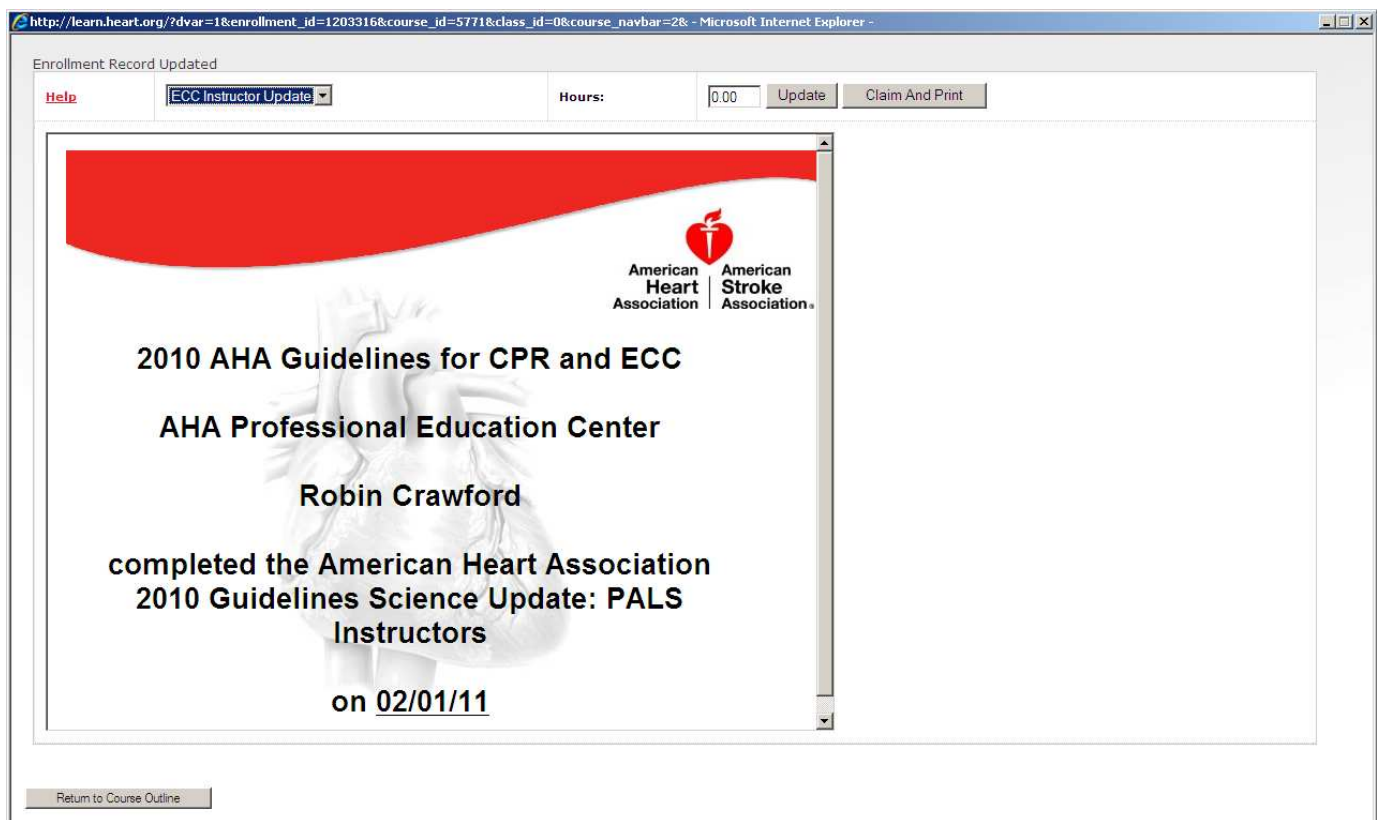 http://learn.heart.org/?dvar=1&enrollment_id=1203316&course_id=5771&class_id=0&course_navbar=2& - Microsoft Internet Explorer -
Enrollment Record Updated
Help ECC Instructor Update Hours: 0.00 Update Claim And Print
American American
Heart Stroke
Association Association®
2010 AHA Guidelines for CPR and ECC
AHA Professional Education Center
Robin Crawford
completed the American Heart Association
2010 Guidelines Science Update: PALS
Instructors
on 02/01/11
Return to Course Outline